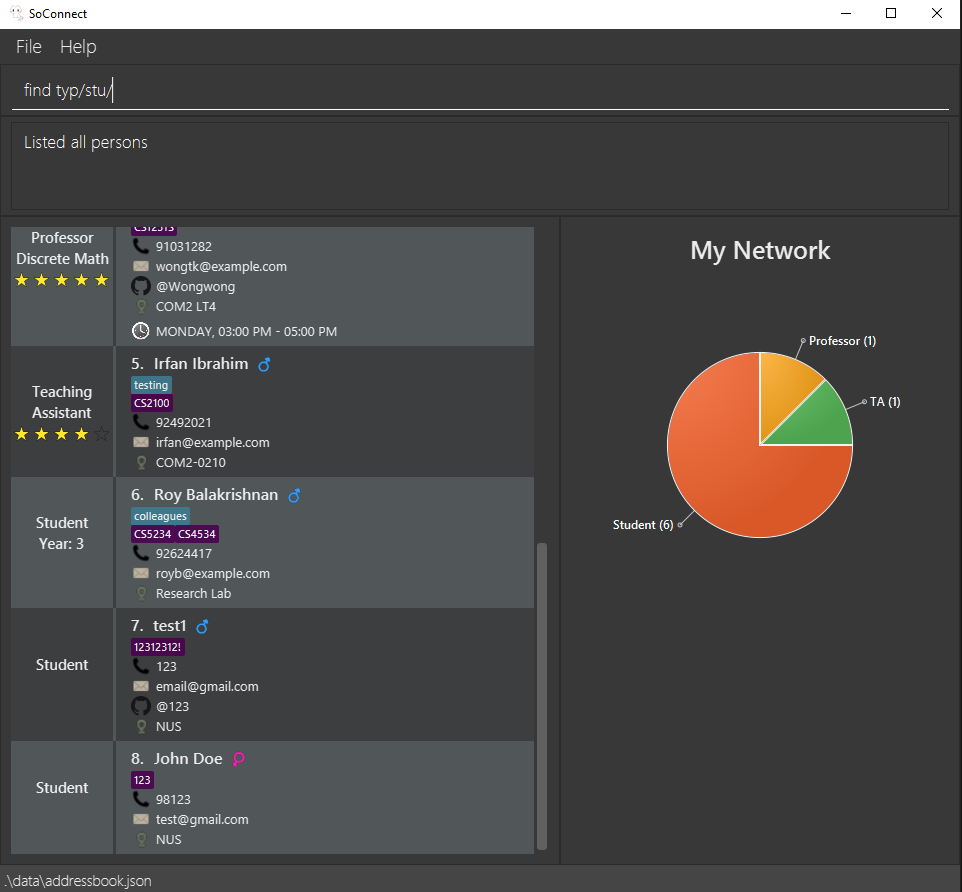 SoConnect
File Help
find typ/stu/
Listed all persons
Professor
Discrete Math
CS12313
91031282
wongtk@example.com
@Wongwong
COM2 LT4
MONDAY, 03:00 PM - 05:00 PM
Teaching
Assistant
5. Irfan Ibrahim
testing
CS2100
92492021
irfan@example.com
COM2-0210
Student
Year: 3
6. Roy Balakrishnan
colleagues
CS5234 CS4534
92624417
royb@example.com
Research Lab
Student
7. test1
12312312!
123
email@gmail.com
@123
NUS
Student
8. John Doe
123
98123
test@gmail.com
NUS
My Network
Professor (1)
TA (1)
Student (6)
.\data\addressbook.json